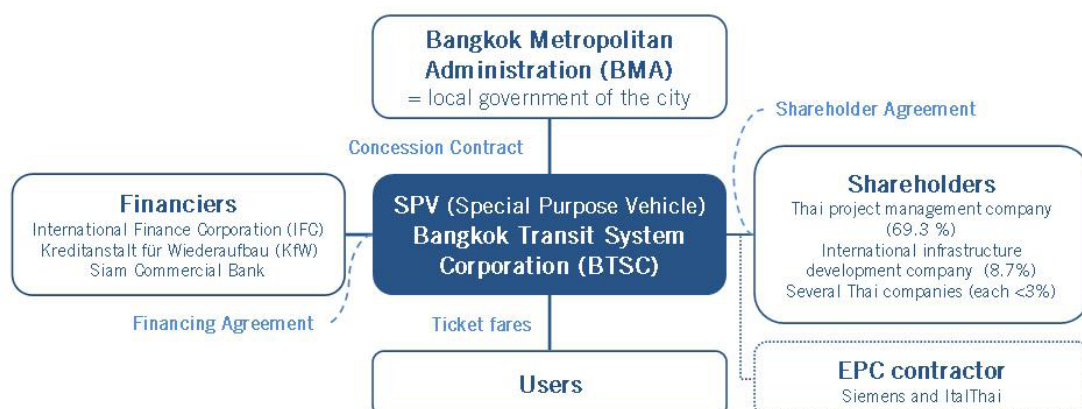 Bangkok Metropolitan
Administration (BMA)
= local government of the city
Shareholder Agreement
Concession Contract
Financiers
International Finance Corporation (IFC)
Kreditanstalt für Wiederaufbau (KfW)
Siam Commercial Bank
SPV (Special Purpose Vehicle)
Bangkok Transit System
Corporation (BTSC)
Shareholders
Thai project management company
(69.3 %)
International infrastructure
development company (8.7%)
Several Thai companies (each <3%)
Financing Agreement
Ticket fares
Users
EPC contractor
Siemens and ItalThai